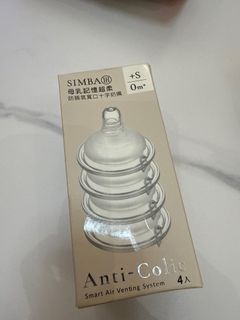 SIMBA
母乳記憶超柔
防脹氣寬口十字奶嘴
+S
0m+
Anti-Colic
Smart Air Venting System
4入